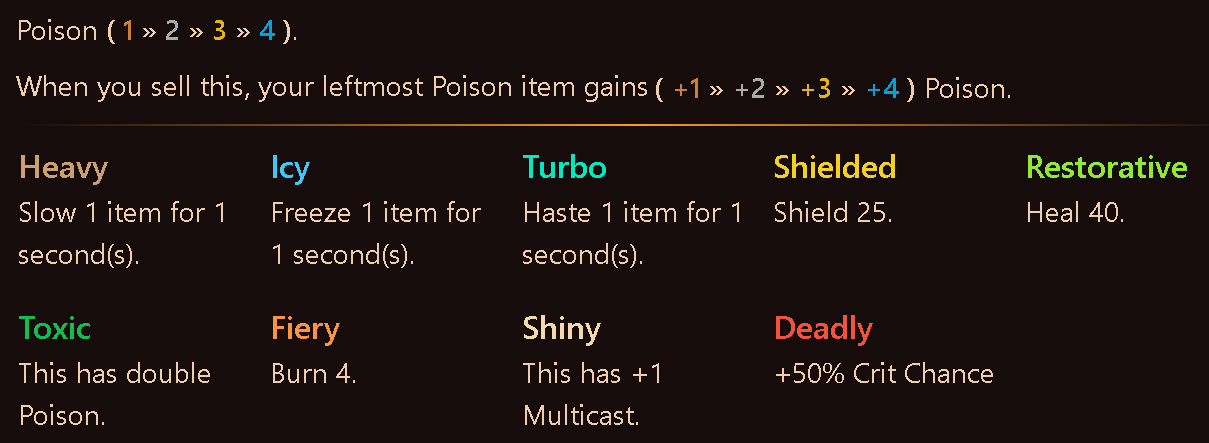 Poison ( 1 » 2 » 3 » 4 ).
When you sell this, your leftmost Poison item gains ( +1 » +2 » +3 » +4 ) Poison.
Heavy
Slow 1 item for 1
second(s).
Icy
Freeze 1 item for
1 second(s).
Turbo
Haste 1 item for 1
second(s).
Shielded
Shield 25.
Restorative
Heal 40.
Toxic
This has double
Poison.
Fiery
Burn 4.
Shiny
This has +1
Multicast.
Deadly
+50% Crit Chance